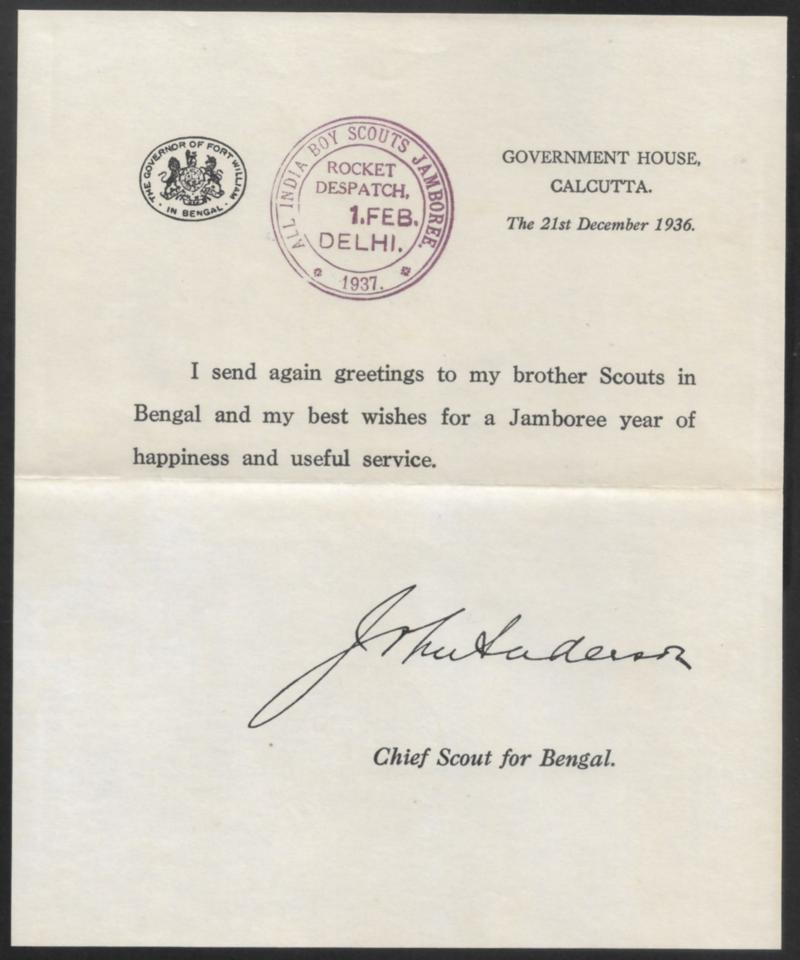 THE GOVERNOR OF FORT WILLIAM
· IN BENGAL ·
ALL INDIA BOY SCOUTS JAMBOREE.
ROCKET
DESPATCH,
1.FEB.
DELHI.
1937.
GOVERNMENT HOUSE,
CALCUTTA.
The 21st December 1936.
I send again greetings to my brother Scouts in
Bengal and my best wishes for a Jamboree year of
happiness and useful service.
John Anderson
Chief Scout for Bengal.